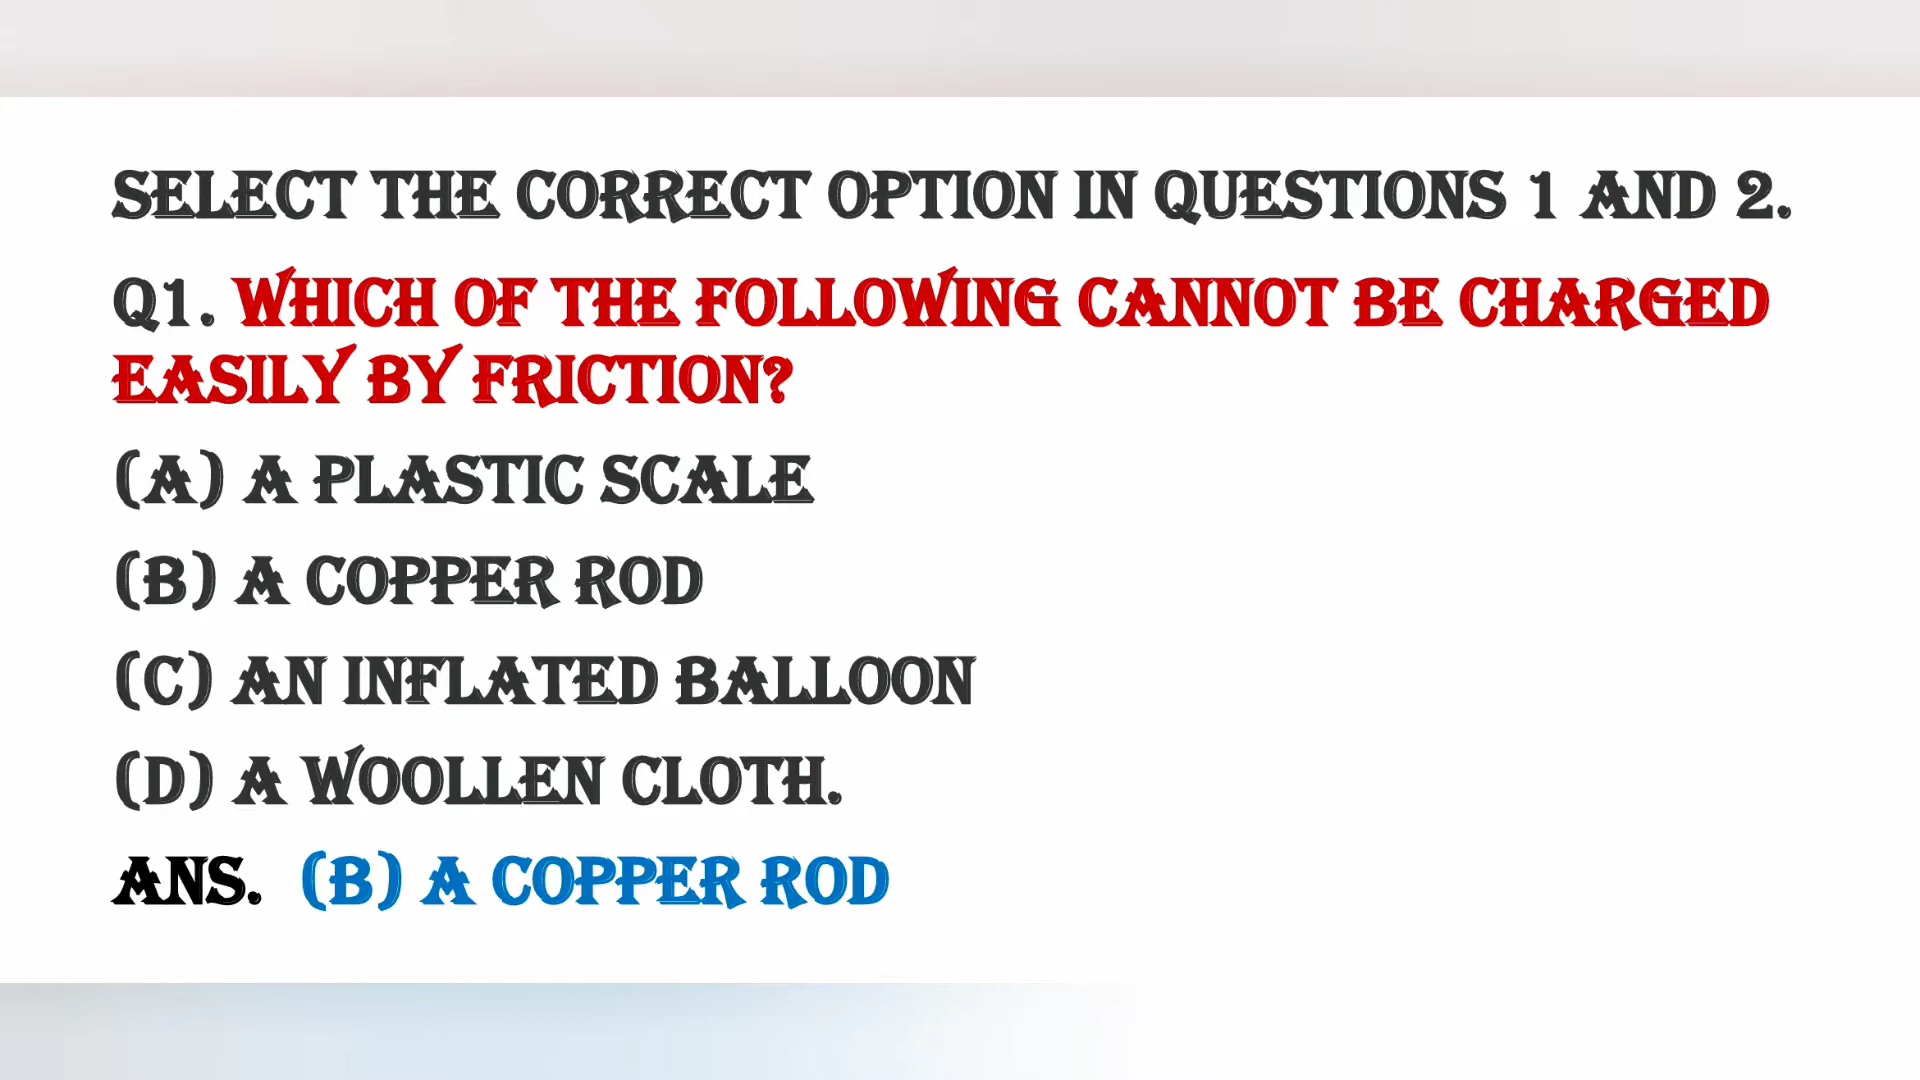 SELECT THE CORRECT OPTION IN QUESTIONS 1 AND 2.
Q1. WHICH OF THE FOLLOWING CANNOT BE CHARGED
EASILY BY FRICTION?
(A) A PLASTIC SCALE
(B) A COPPER ROD
(C) AN INFLATED BALLOON
(D) A WOOLLEN CLOTH.
ANS. (B) A COPPER ROD